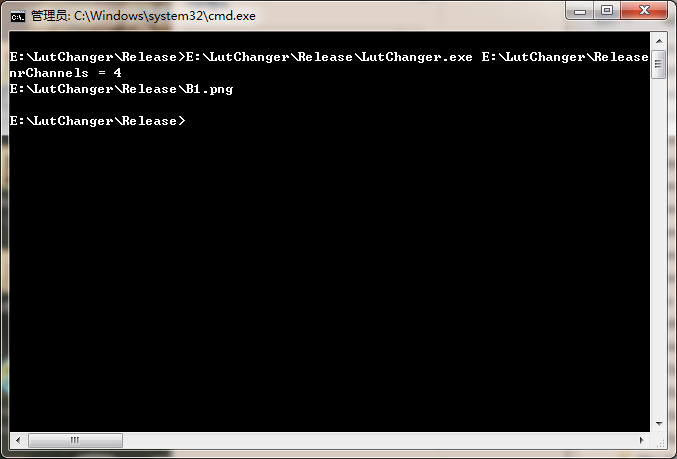 管理员: C:\Windows\system32\cmd.exe
E:\LutChanger\Release>E:\LutChanger\Release\LutChanger.exe E:\LutChanger\Release
nrChannels = 4
E:\LutChanger\Release\B1.png
E:\LutChanger\Release>